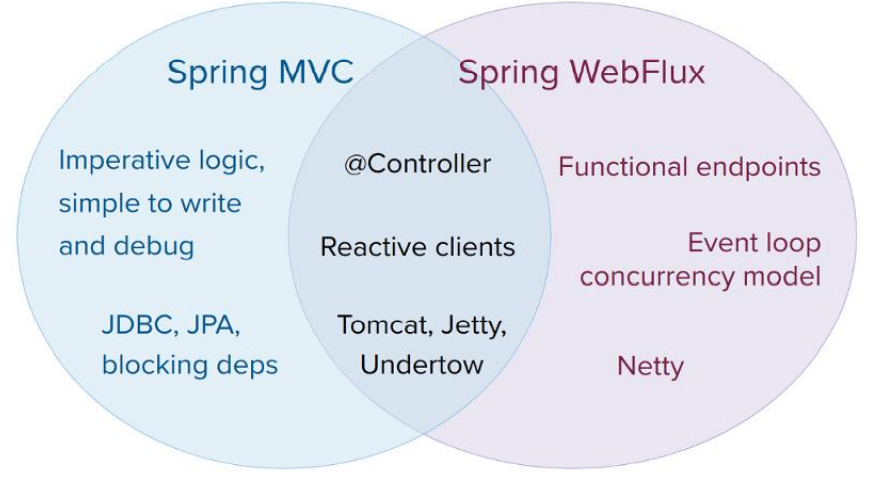 Spring MVC
Spring WebFlux
Imperative logic,
simple to write
and debug
JDBC, JPA,
blocking deps
@Controller
Reactive clients
Tomcat, Jetty,
Undertow
Functional endpoints
Event loop
concurrency model
Netty